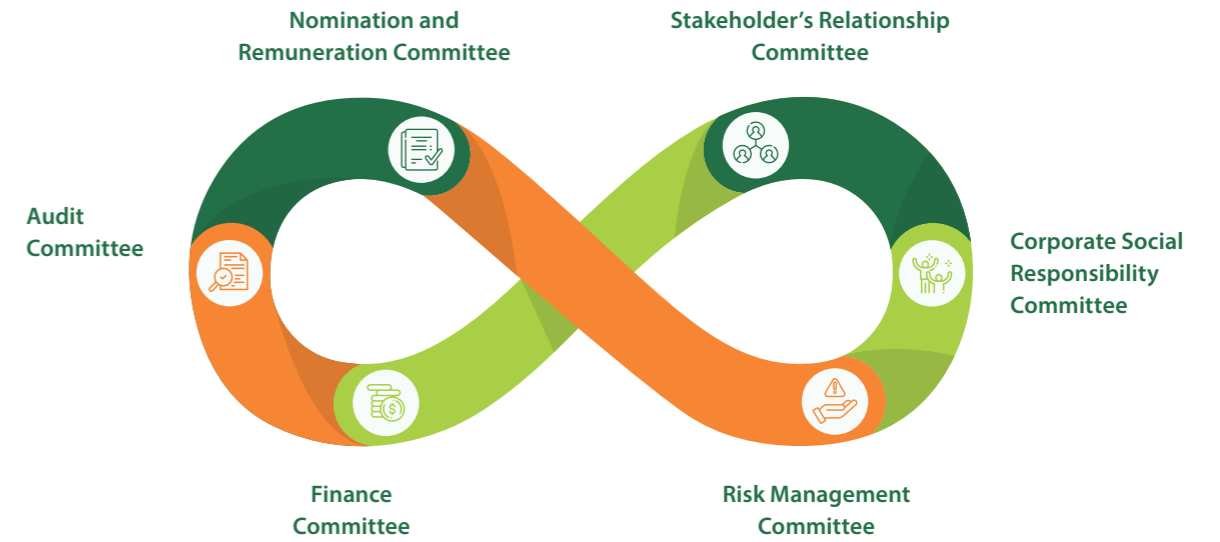 Nomination and
Remuneration Committee
Stakeholder’s Relationship
Committee
Audit
Committee
Corporate Social
Responsibility
Committee
Finance
Committee
Risk Management
Committee